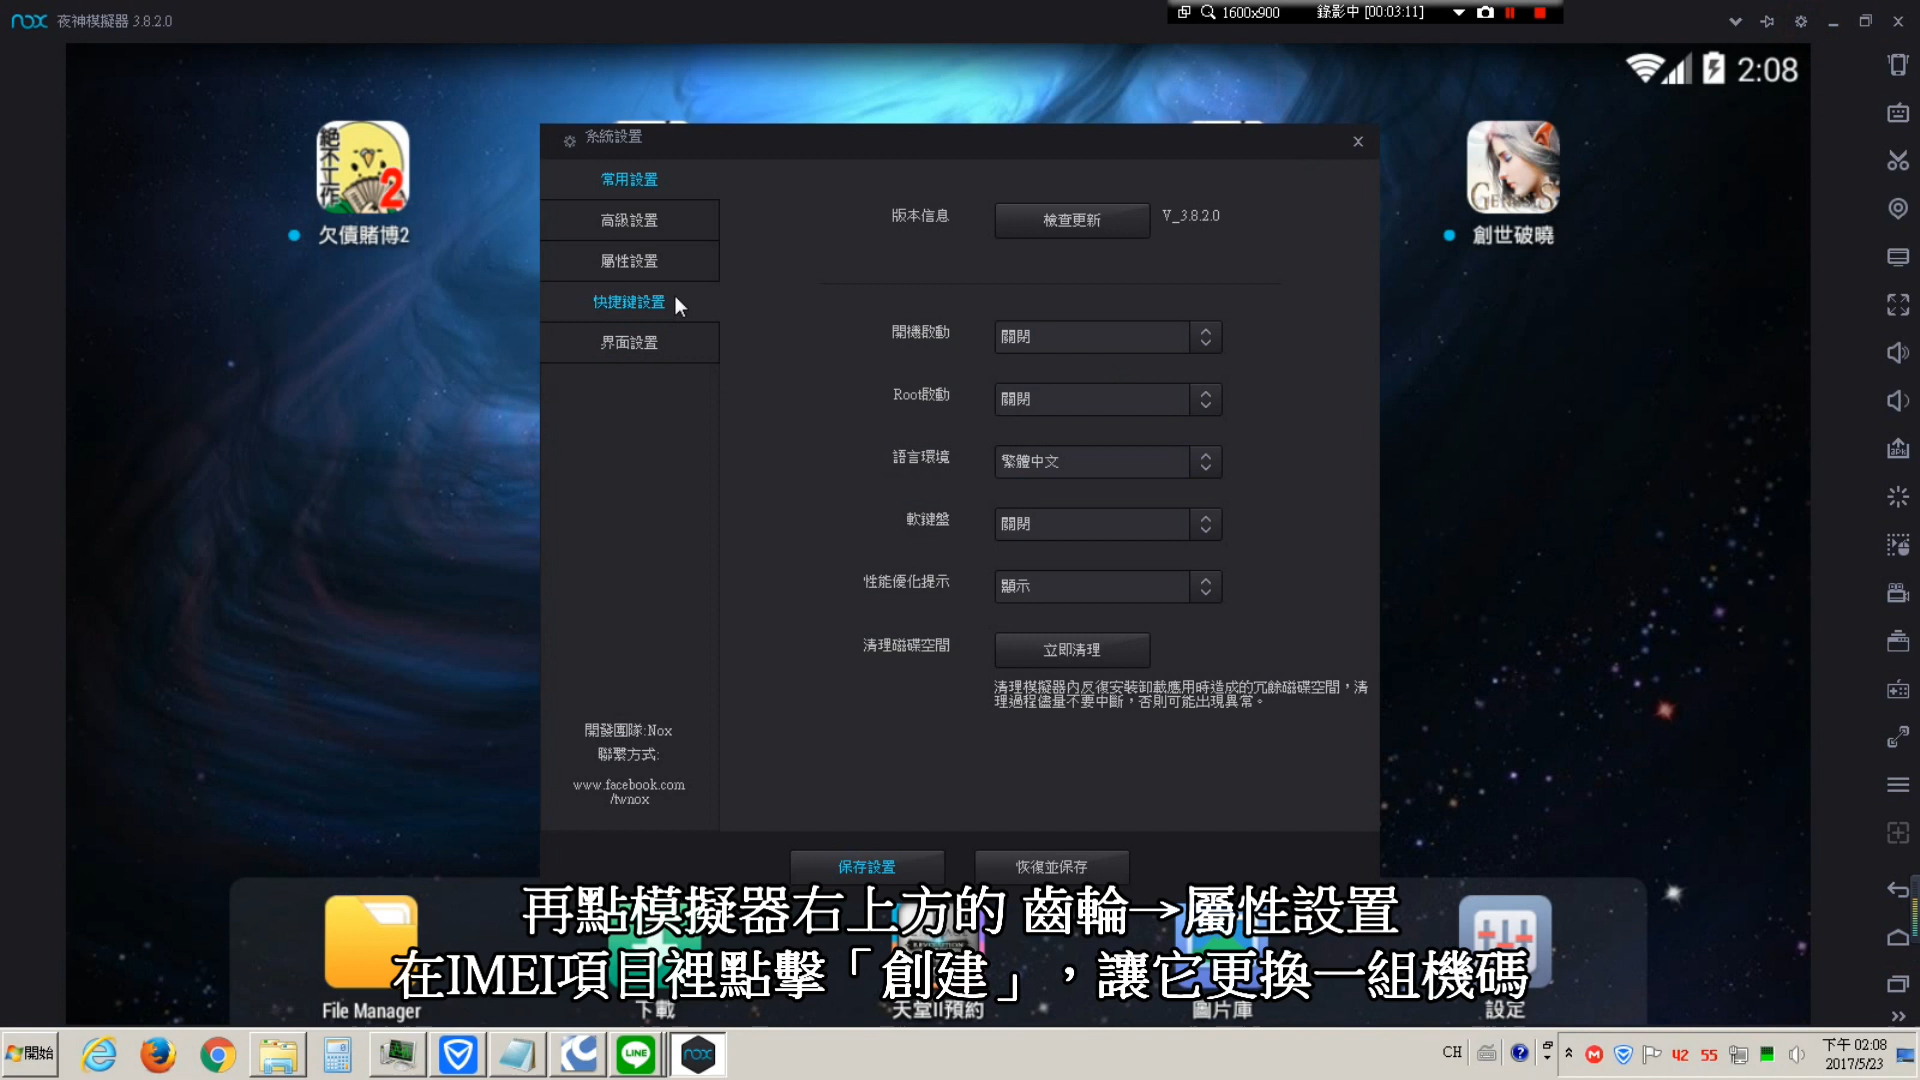 nox 夜神模擬器 3.8.2.0
1600x900 錄影中 [00:03:11]
2:08
系統設置
常用設置
高級設置
屬性設置
快捷鍵設置
界面設置
版本信息 檢查更新 V_3.8.2.0
開機啟動 關閉
Root啟動 關閉
語言環境 繁體中文
軟鍵盤 關閉
性能優化提示 顯示
清理磁碟空間 立即清理
清理模擬器內反復安裝卸載應用時造成的冗餘磁碟空間，清
理過程儘量不要中斷，否則可能出現異常。
開發團隊:Nox
聯繫方式:
www.facebook.com
/twnox
保存設置 恢復並保存
絕不工作 2
欠債賭博2
GENESIS
創世破曉
再點模擬器右上方的 齒輪→屬性設置
在IMEI項目裡點擊「創建」，讓它更換一組機碼
REVOLUTION
File Manager 下載 天堂II預約 圖片庫 設定
開始 LINE nox CH 42 55 下午 02:08
2017/5/23